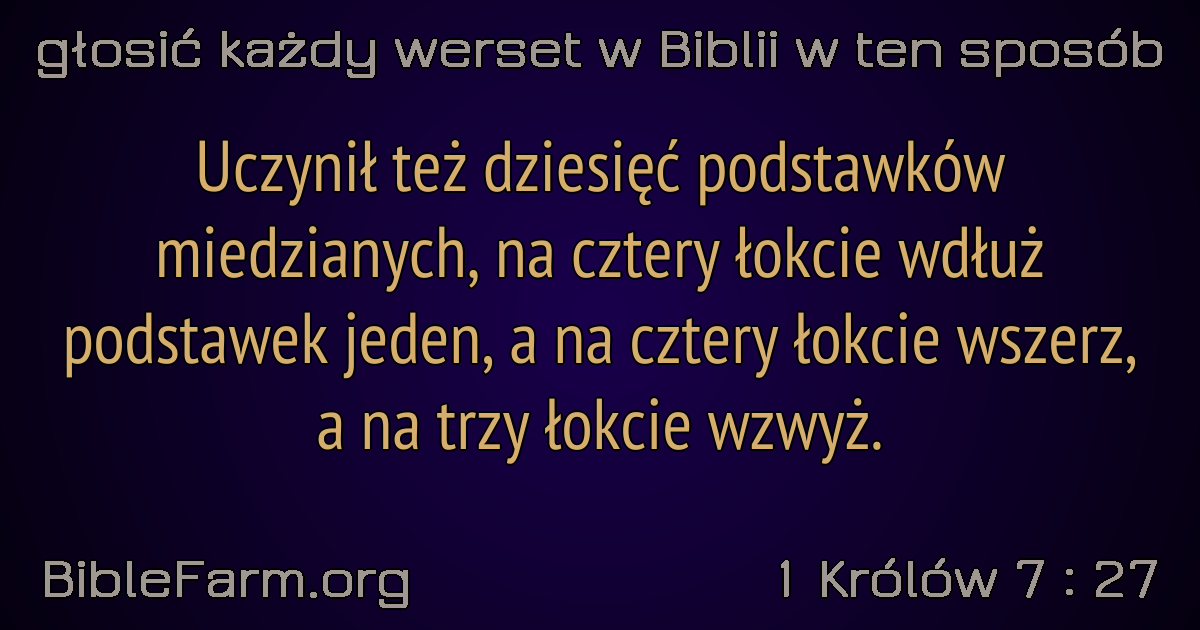 głosić każdy werset w Biblii w ten sposób
Uczynił też dziesięć podstawków
miedzianych, na cztery łokcie wdłuż
podstawek jeden, a na cztery łokcie wszerz,
a na trzy łokcie wzwyż.
BibleFarm.org
1 Królów 7 : 27